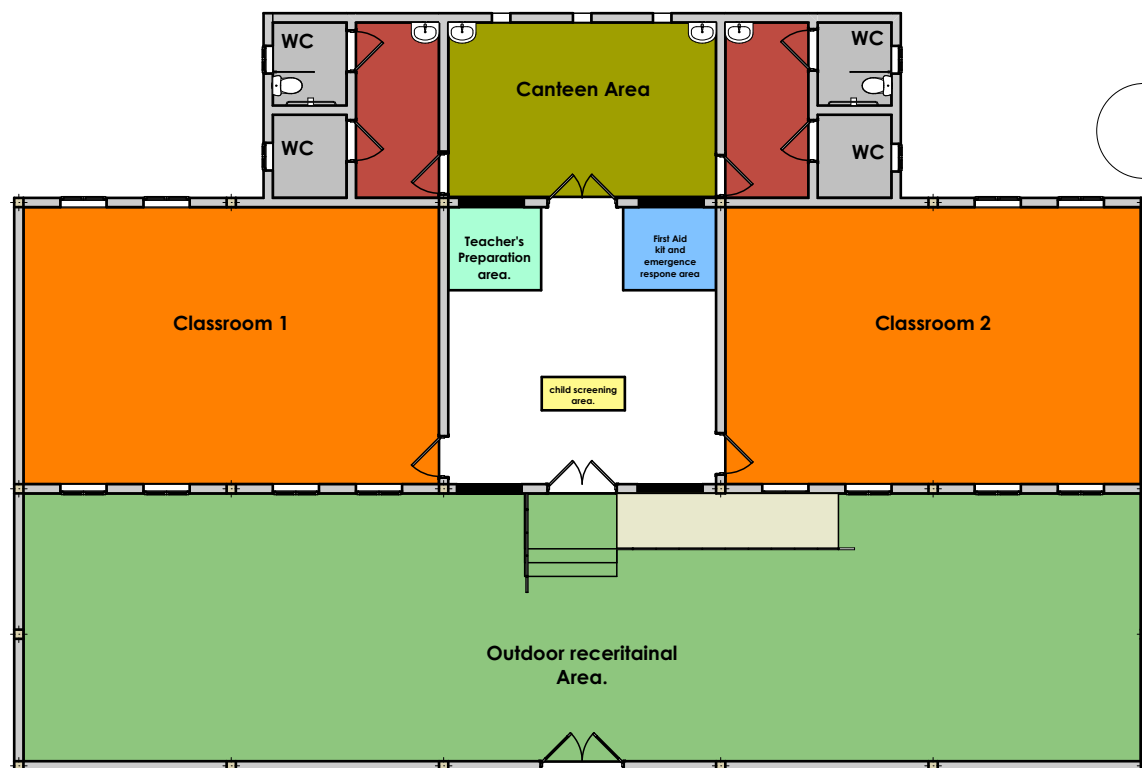 WC
Canteen Area
WC
WC
WC
Teacher's
Preparation
area.
First Aid
kit and
emergence
respone area
Classroom 1
Classroom 2
child screening
area.
Outdoor receritainal
Area.